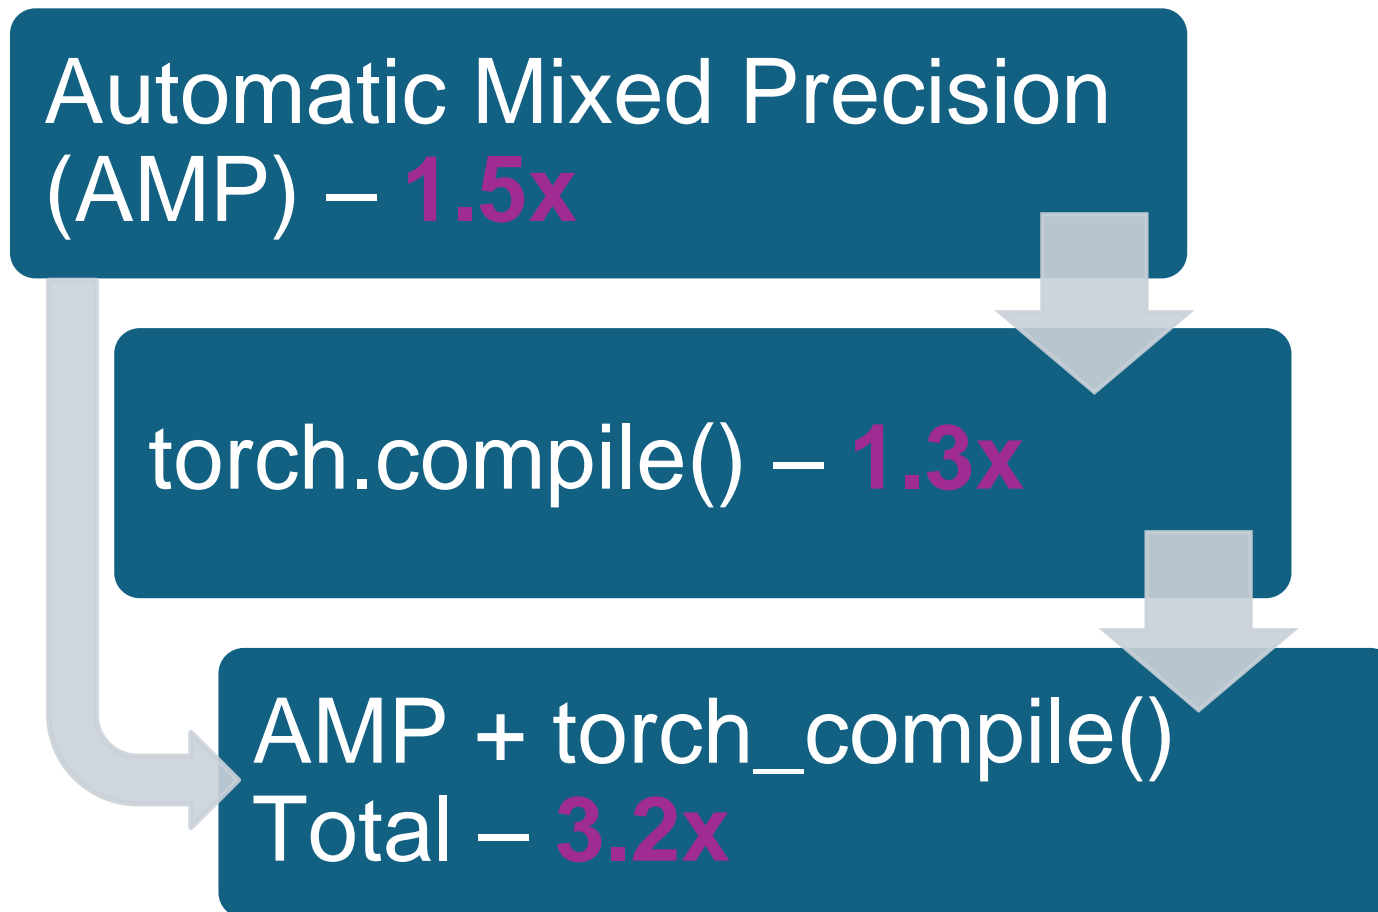 Automatic Mixed Precision
(AMP) – 1.5x
torch.compile() – 1.3x
AMP + torch_compile()
Total – 3.2x